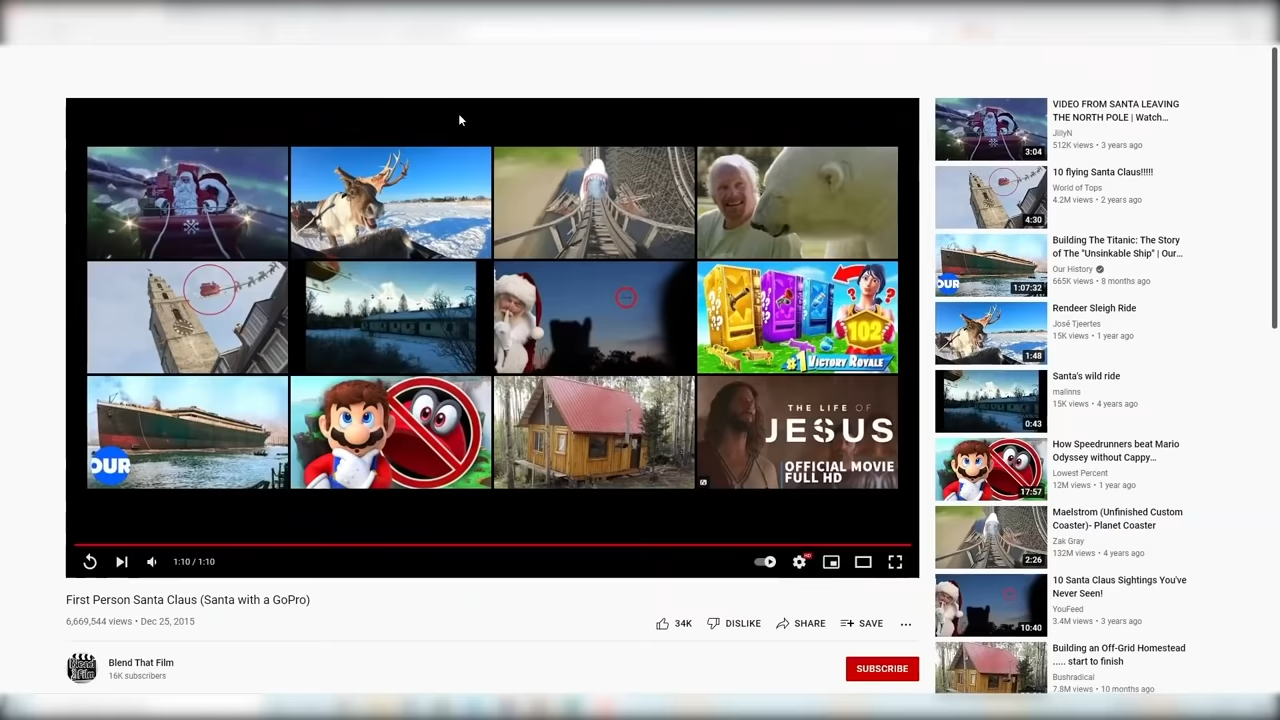 102
#1 VICTORY ROYALE
OUR
THE LIFE OF
JESUS
OFFICIAL MOVIE
FULL HD
1:10 / 1:10
HD
First Person Santa Claus (Santa with a GoPro)
6,669,544 views • Dec 25, 2015
34K
DISLIKE
SHARE
SAVE
Blend That Film
16K subscribers
SUBSCRIBE
3:04
VIDEO FROM SANTA LEAVING
THE NORTH POLE | Watch...
JillyN
512K views • 3 years ago
4:30
10 flying Santa Claus!!!!!
World of Tops
4.2M views • 2 years ago
OUR
1:07:32
Building The Titanic: The Story
of The "Unsinkable Ship" | Our...
Our History
665K views • 8 months ago
1:48
Rendeer Sleigh Ride
José Tjeertes
15K views • 1 year ago
0:43
Santa's wild ride
malinns
15K views • 4 years ago
17:57
How Speedrunners beat Mario
Odyssey without Cappy...
Lowest Percent
12M views • 1 year ago
2:26
Maelstrom (Unfinished Custom
Coaster)- Planet Coaster
Zak Gray
132M views • 4 years ago
10:40
10 Santa Claus Sightings You've
Never Seen!
YouFeed
3.4M views • 3 years ago
Building an Off-Grid Homestead
..... start to finish
Bushradical
7.8M views • 10 months ago